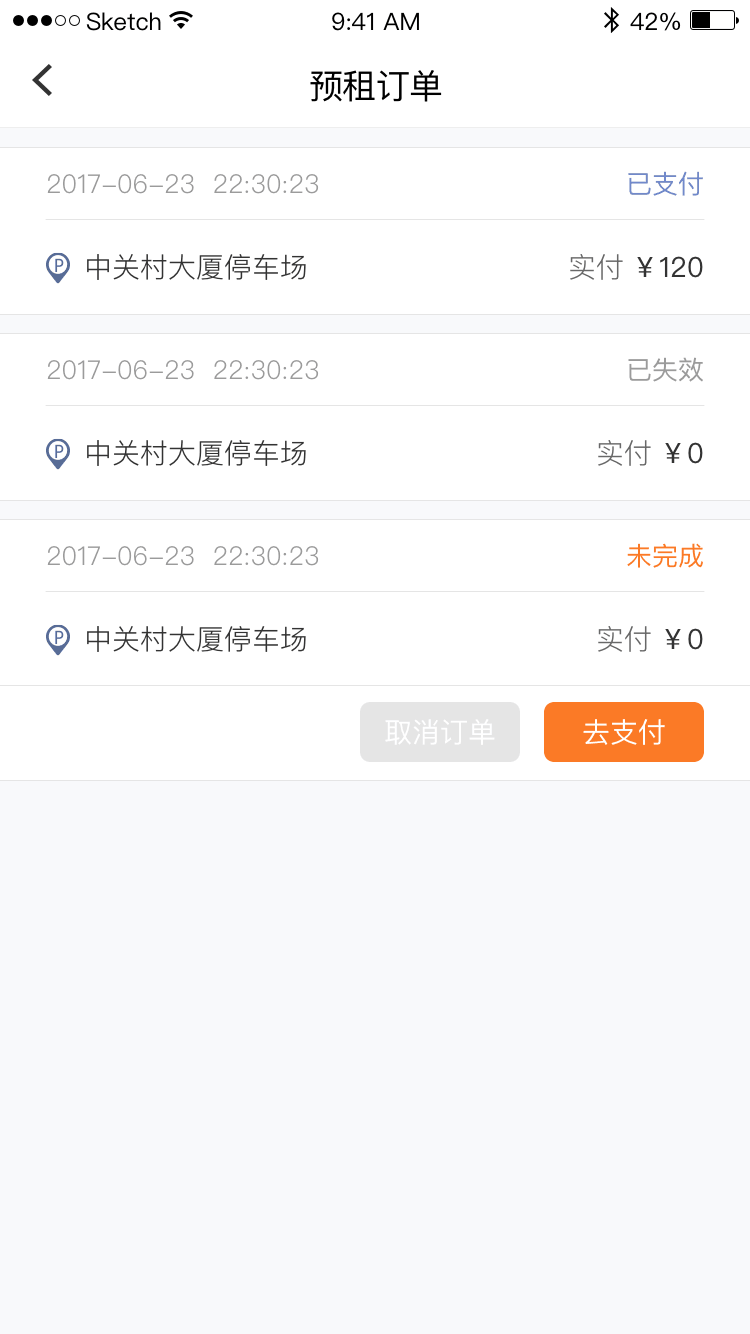 Sketch 9:41 AM 42%
预租订单
2017-06-23 22:30:23 已支付
P 中关村大厦停车场 实付 ¥120
2017-06-23 22:30:23 已失效
P 中关村大厦停车场 实付 ¥0
2017-06-23 22:30:23 未完成
P 中关村大厦停车场 实付 ¥0
取消订单 去支付